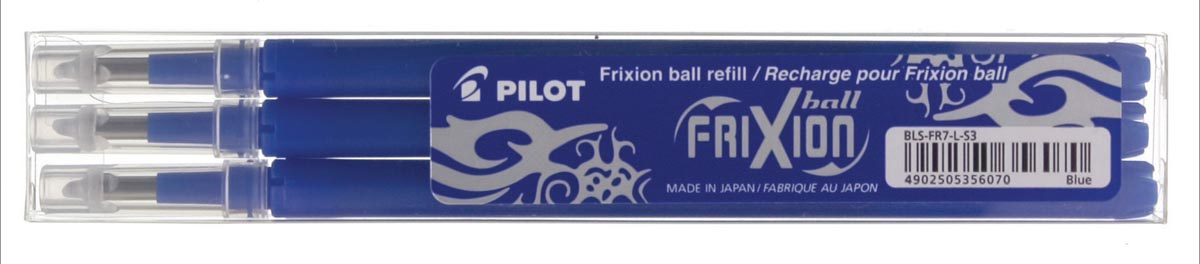 PILOT
Frixion ball refill / Recharge pour Frixion ball
ball
FRIXION
MADE IN JAPAN / FABRIQUE AU JAPON
BLS-FR7-L-S3
4902505356070
Blue